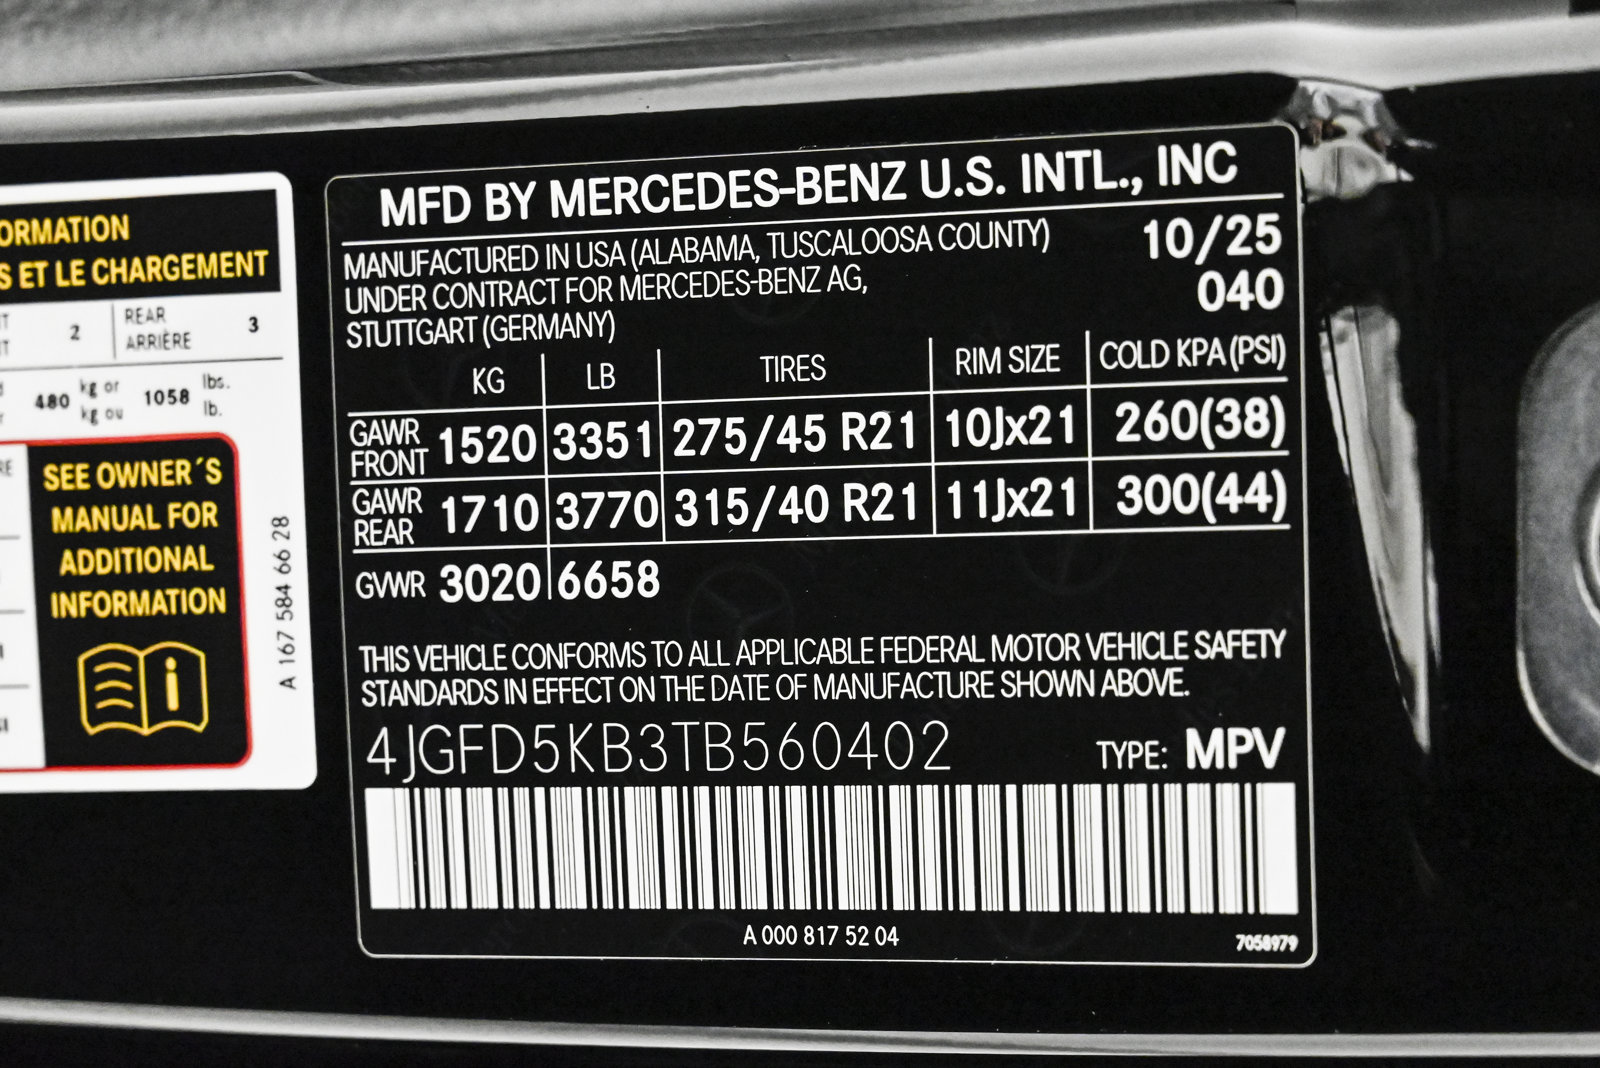 ORMATION
S ET LE CHARGEMENT
2 REAR
ARRIÈRE 3
480 kg or
kg ou 1058 lbs.
lb.
SEE OWNER´S
MANUAL FOR
ADDITIONAL
INFORMATION
i
A 167 584 66 28
MFD BY MERCEDES-BENZ U.S. INTL., INC
MANUFACTURED IN USA (ALABAMA, TUSCALOOSA COUNTY) 10/25
UNDER CONTRACT FOR MERCEDES-BENZ AG, 040
STUTTGART (GERMANY)
KG LB TIRES RIM SIZE COLD KPA (PSI)
GAWR
FRONT 1520 3351 275/45 R21 10Jx21 260(38)
GAWR
REAR 1710 3770 315/40 R21 11Jx21 300(44)
GVWR 3020 6658
THIS VEHICLE CONFORMS TO ALL APPLICABLE FEDERAL MOTOR VEHICLE SAFETY
STANDARDS IN EFFECT ON THE DATE OF MANUFACTURE SHOWN ABOVE.
4JGFD5KB3TB560402 TYPE: MPV
A 000 817 52 04
7058979